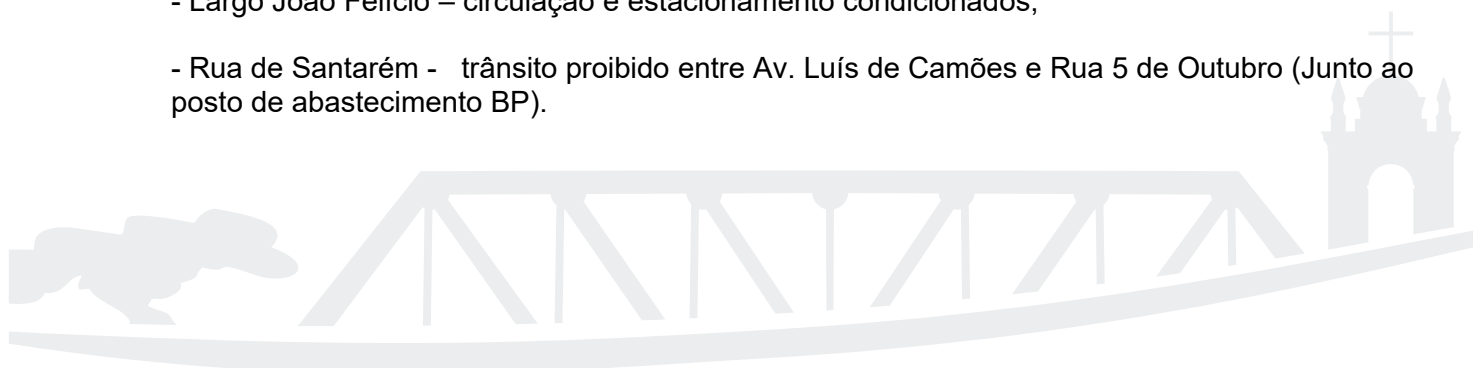 - Largo João Felício – circulação e estacionamento condicionados;
- Rua de Santarém -   trânsito proibido entre Av. Luís de Camões e Rua 5 de Outubro (Junto ao
posto de abastecimento BP).